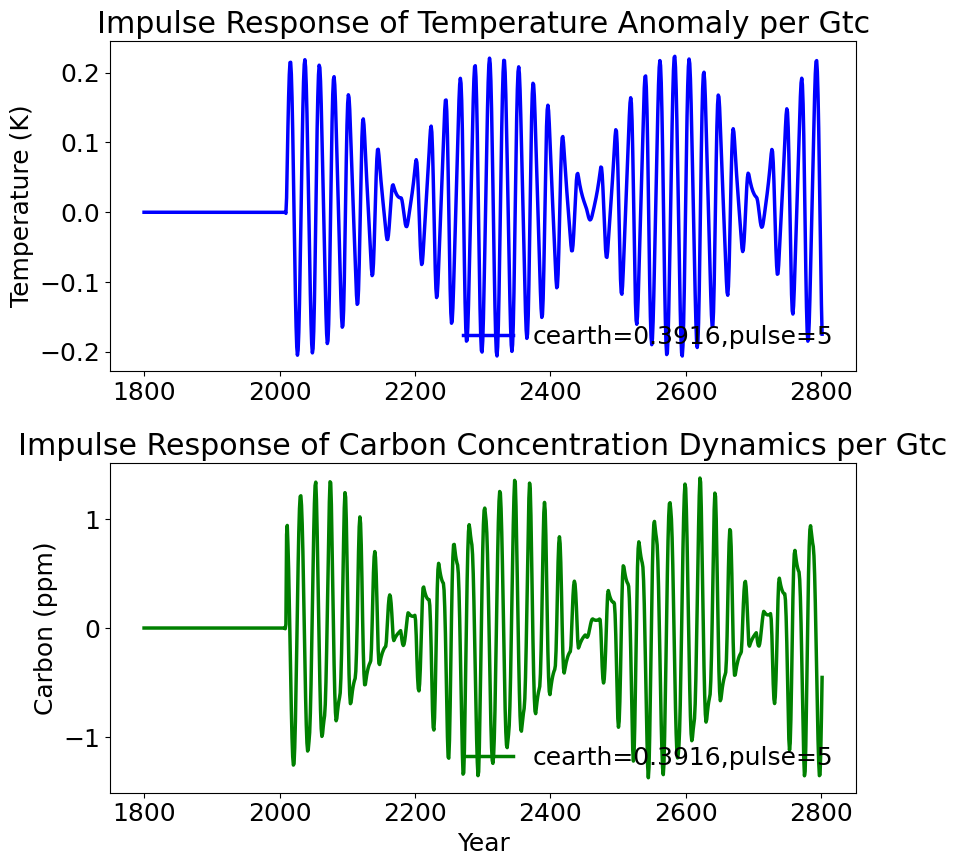 Impulse Response of Temperature Anomaly per Gtc
Temperature (K)
0.2
0.1
0.0
−0.1
−0.2
cearth=0.3916,pulse=5
1800 2000 2200 2400 2600 2800
Impulse Response of Carbon Concentration Dynamics per Gtc
Carbon (ppm)
1
0
−1
cearth=0.3916,pulse=5
1800 2000 2200 2400 2600 2800
Year